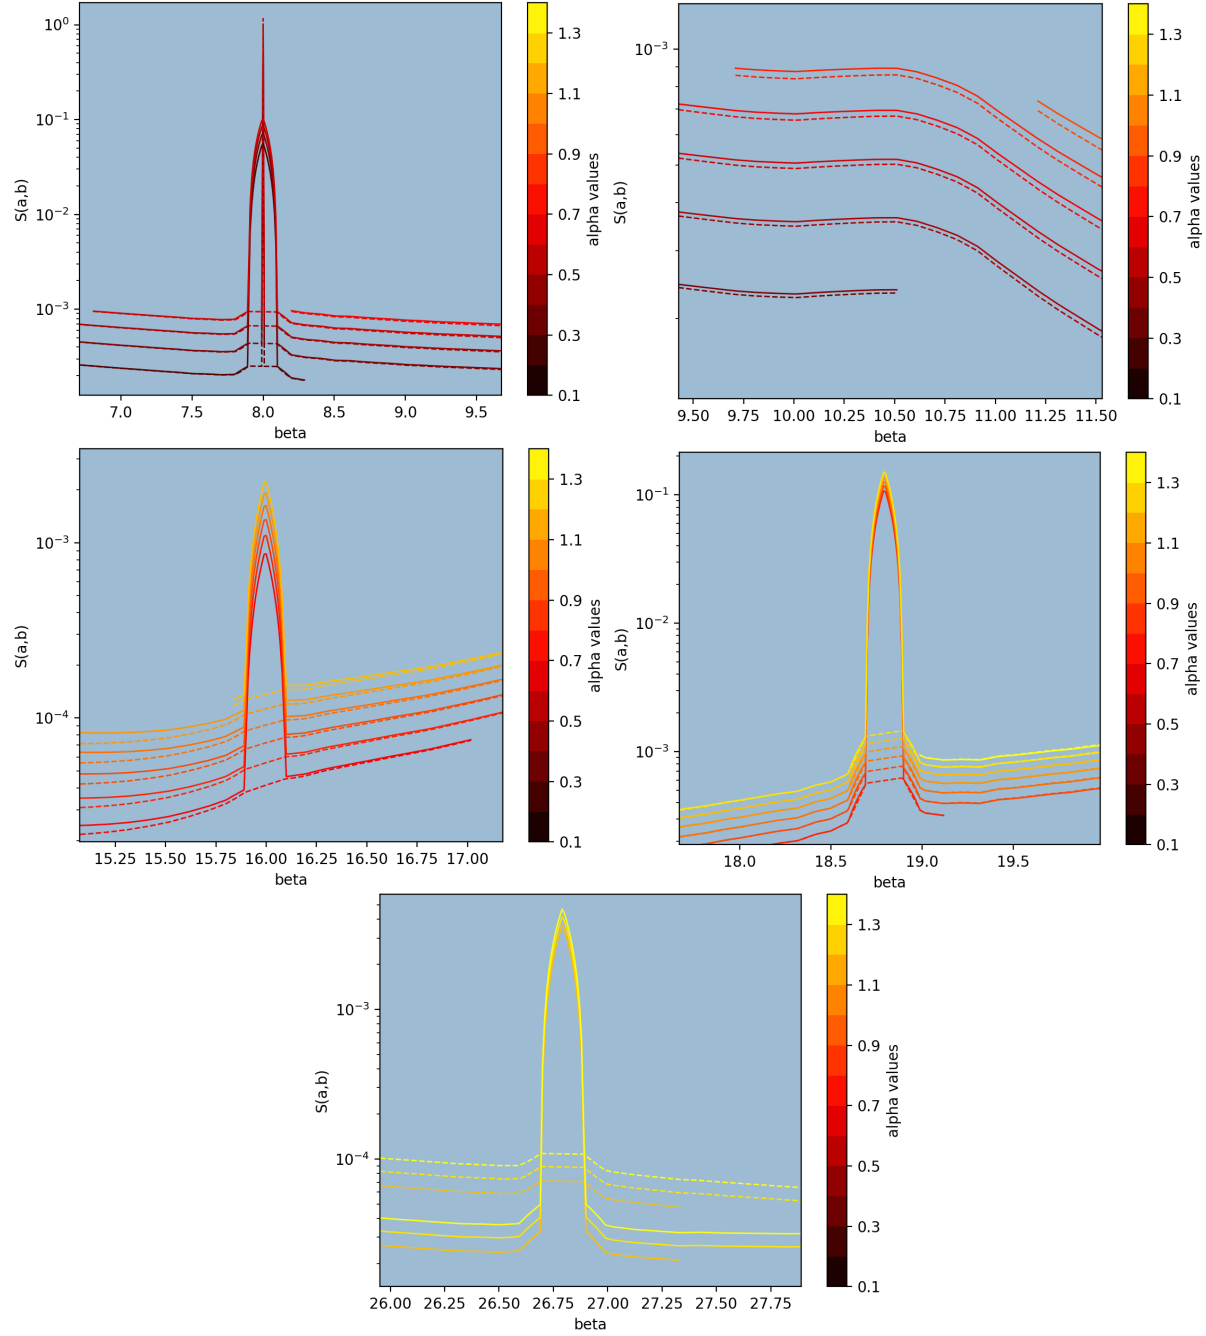 10⁰
10⁻¹
10⁻²
10⁻³
S(a,b)
7.0 7.5 8.0 8.5 9.0 9.5
beta
1.3
1.1
0.9
0.7
0.5
0.3
0.1
alpha values
10⁻³
S(a,b)
9.50 9.75 10.00 10.25 10.50 10.75 11.00 11.25 11.50
beta
1.3
1.1
0.9
0.7
0.5
0.3
0.1
alpha values
10⁻³
10⁻⁴
S(a,b)
15.25 15.50 15.75 16.00 16.25 16.50 16.75 17.00
beta
1.3
1.1
0.9
0.7
0.5
0.3
0.1
alpha values
10⁻¹
10⁻²
10⁻³
S(a,b)
18.0 18.5 19.0 19.5
beta
1.3
1.1
0.9
0.7
0.5
0.3
0.1
alpha values
10⁻³
10⁻⁴
S(a,b)
26.00 26.25 26.50 26.75 27.00 27.25 27.50 27.75
beta
1.3
1.1
0.9
0.7
0.5
0.3
0.1
alpha values